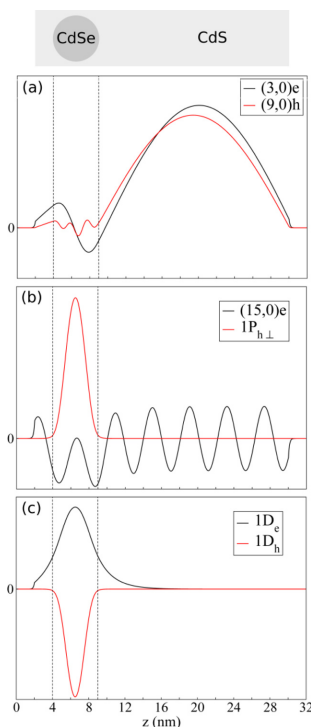 CdSe CdS
(a)
(3,0)e
(9,0)h
0
(b)
(15,0)e
1P_h⊥
0
(c)
1D_e
1D_h
0
0 4 8 12 16 20 24 28 32
z (nm)